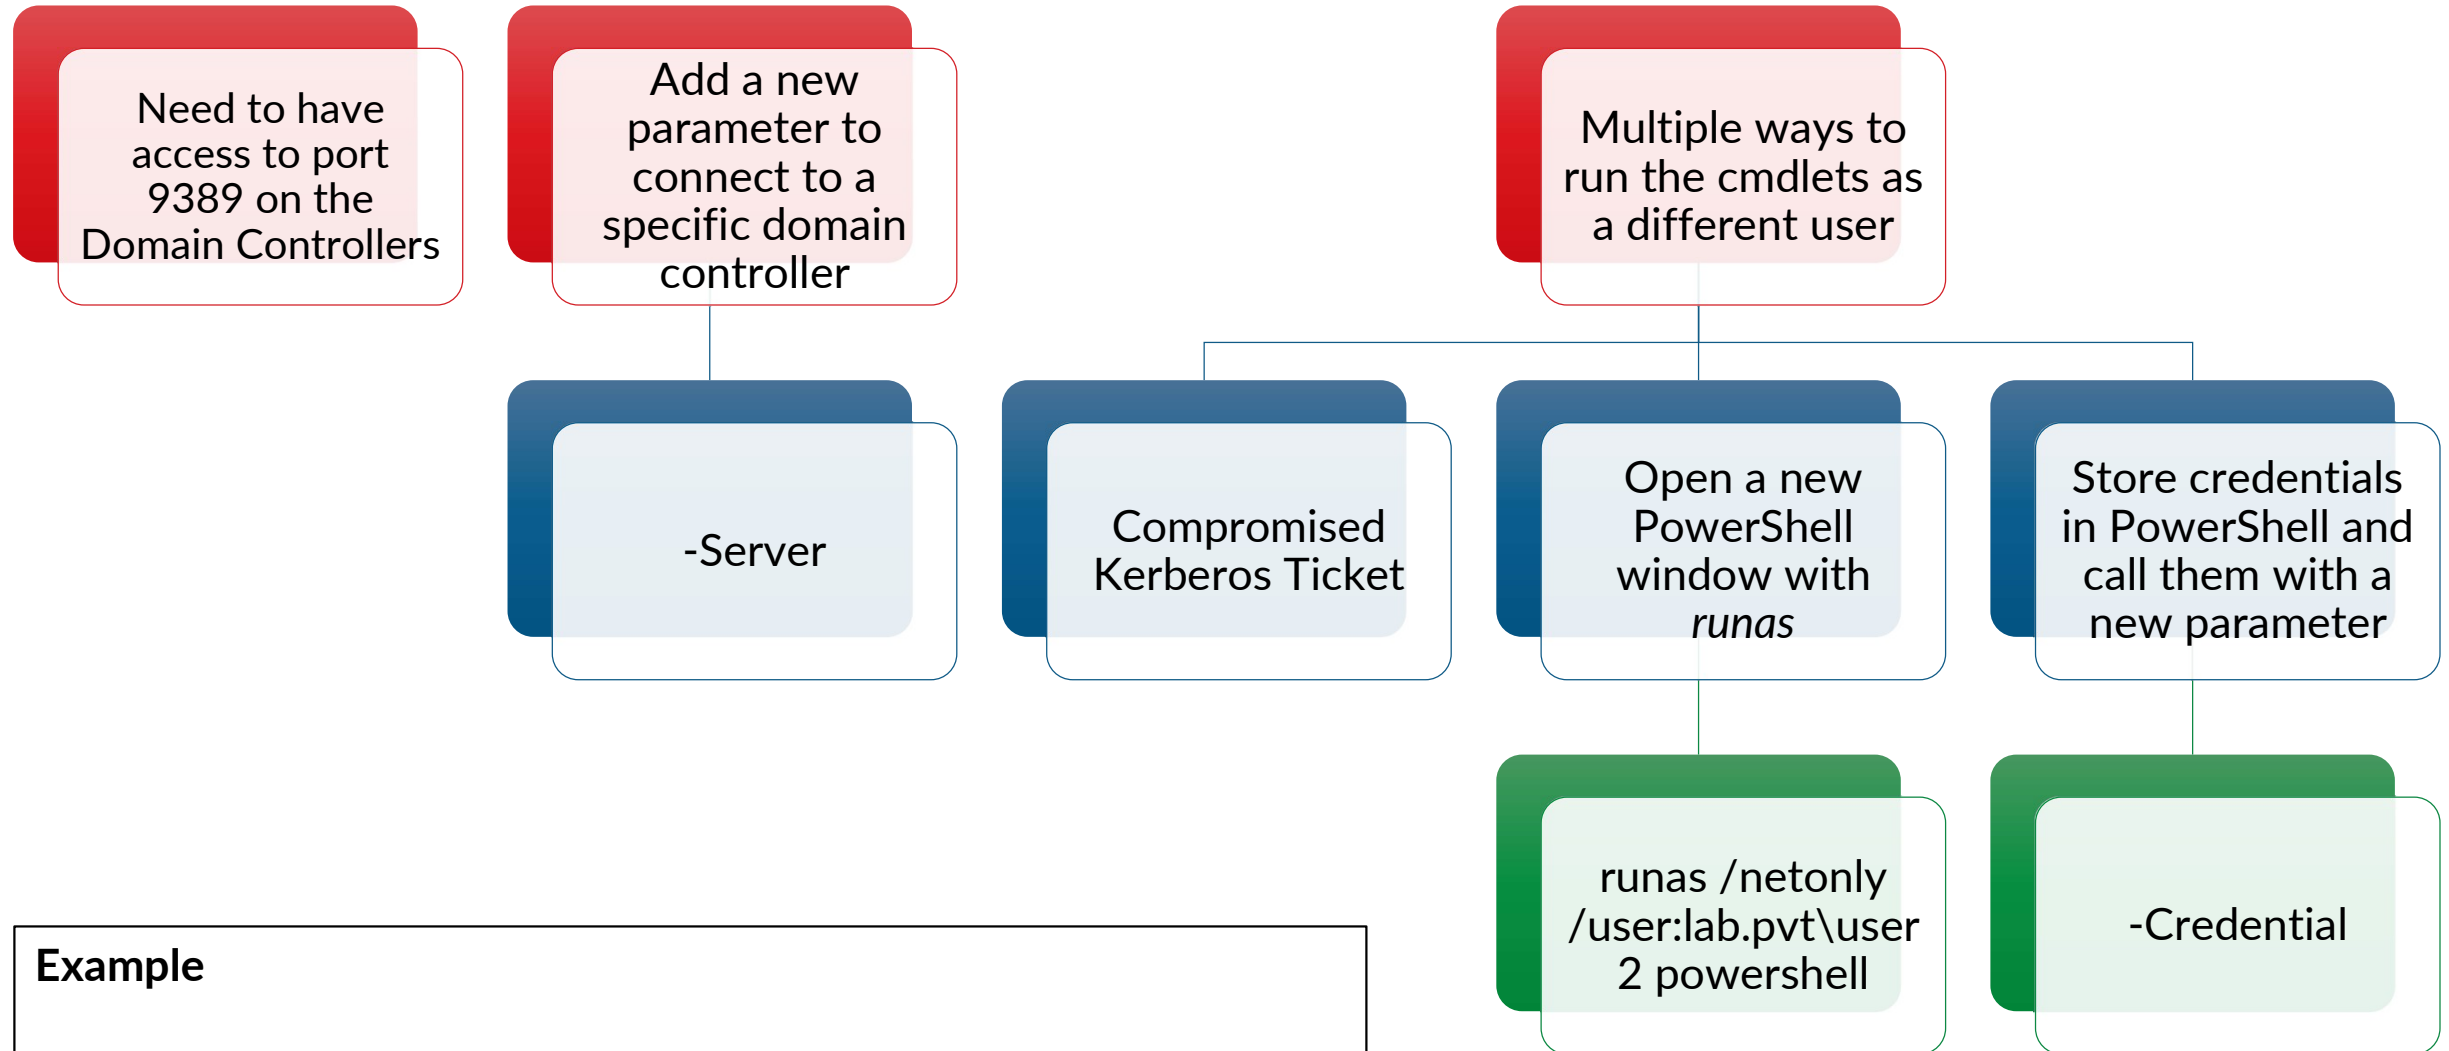 Need to have
access to port
9389 on the
Domain Controllers
Add a new
parameter to
connect to a
specific domain
controller
Multiple ways to
run the cmdlets as
a different user
-Server
Compromised
Kerberos Ticket
Open a new
PowerShell
window with
runas
Store credentials
in PowerShell and
call them with a
new parameter
runas /netonly
/user:lab.pvt\user
2 powershell
-Credential
Example